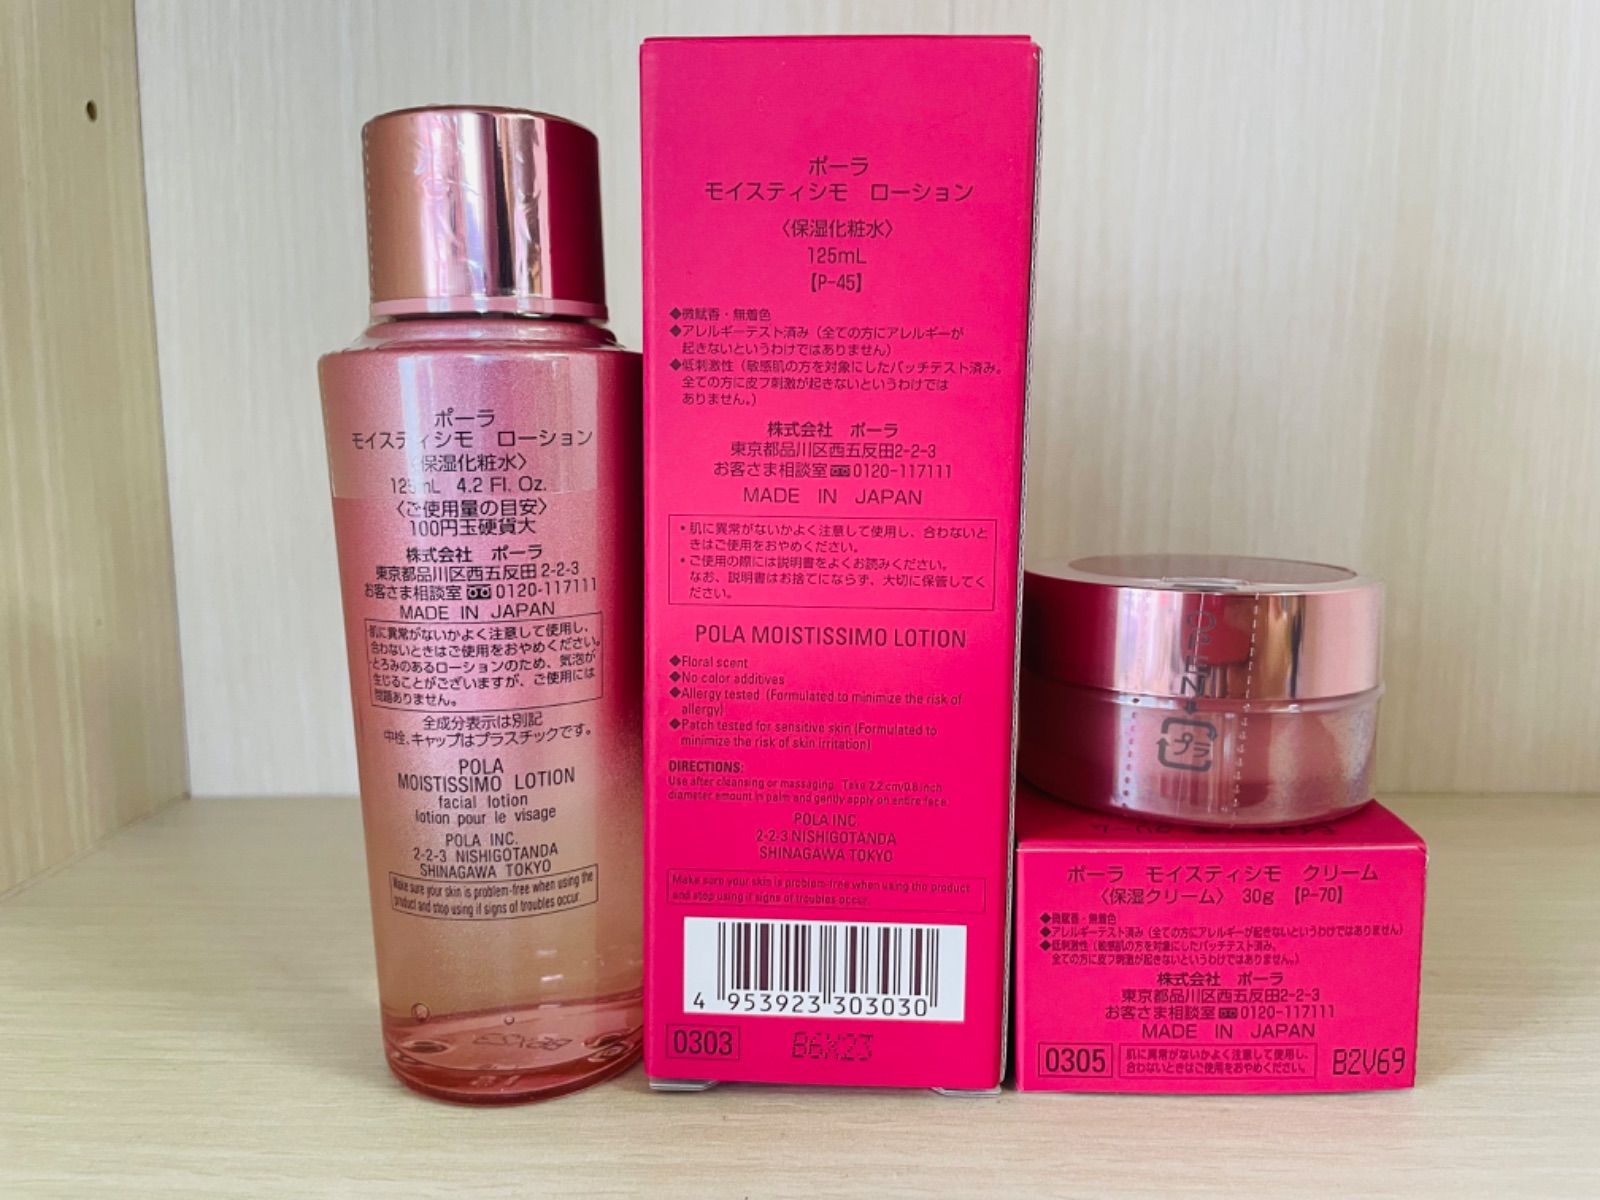 ポーラ
モイスティシモ ローション
〈保湿化粧水〉
125mL 4.2 Fl. Oz.
〈ご使用量の目安〉
100円玉硬貨大
株式会社 ポーラ
東京都品川区西五反田2-2-3
お客さま相談室 0120-117111
MADE IN JAPAN
肌に異常がないかよく注意して使用し、
合わないときはご使用をおやめください。
とろみのあるローションのため、気泡が
生じることがございますが、ご使用には
問題ありません。
全成分表示は別記
中栓、キャップはプラスチックです。
POLA
MOISTISSIMO LOTION
facial lotion
lotion pour le visage
POLA INC.
2-2-3 NISHIGOTANDA
SHINAGAWA TOKYO
Make sure your skin is problem-free when using the
product and stop using if signs of troubles occur.
ポーラ
モイスティシモ ローション
〈保湿化粧水〉
125mL
【P-45】
◆微賦香・無着色
◆アレルギーテスト済み（全ての方にアレルギーが
起きないというわけではありません）
◆低刺激性（敏感肌の方を対象にしたパッチテスト済み。
全ての方に皮フ刺激が起きないというわけでは
ありません。）
株式会社 ポーラ
東京都品川区西五反田2-2-3
お客さま相談室 0120-117111
MADE IN JAPAN
・肌に異常がないかよく注意して使用し、合わないと
きはご使用をおやめください。
・ご使用の際には説明書をよくお読みください。
なお、説明書はお捨てにならず、大切に保管してく
ださい。
POLA MOISTISSIMO LOTION
◆Floral scent
◆No color additives
◆Allergy tested (Formulated to minimize the risk of
allergy)
◆Patch tested for sensitive skin (Formulated to
minimize the risk of skin irritation)
DIRECTIONS:
Use after cleansing or massaging. Take 2.2 cm/0.8 inch
diameter amount in palm and gently apply on entire face.
POLA INC.
2-2-3 NISHIGOTANDA
SHINAGAWA TOKYO
Make sure your skin is problem-free when using the product
and stop using if signs of troubles occur.
4 953923 303030
0303
OPEN
プラ
ポーラ モイスティシモ クリーム
〈保湿クリーム〉 30g 【P-70】
◆微賦香・無着色
◆アレルギーテスト済み（全ての方にアレルギーが起きないというわけではありません）
◆低刺激性（敏感肌の方を対象にしたパッチテスト済み。
全ての方に皮フ刺激が起きないというわけではありません。）
株式会社 ポーラ
東京都品川区西五反田2-2-3
お客さま相談室 0120-117111
MADE IN JAPAN
0305
肌に異常がないかよく注意して使用し、
合わないときはご使用をおやめください。
B2V69